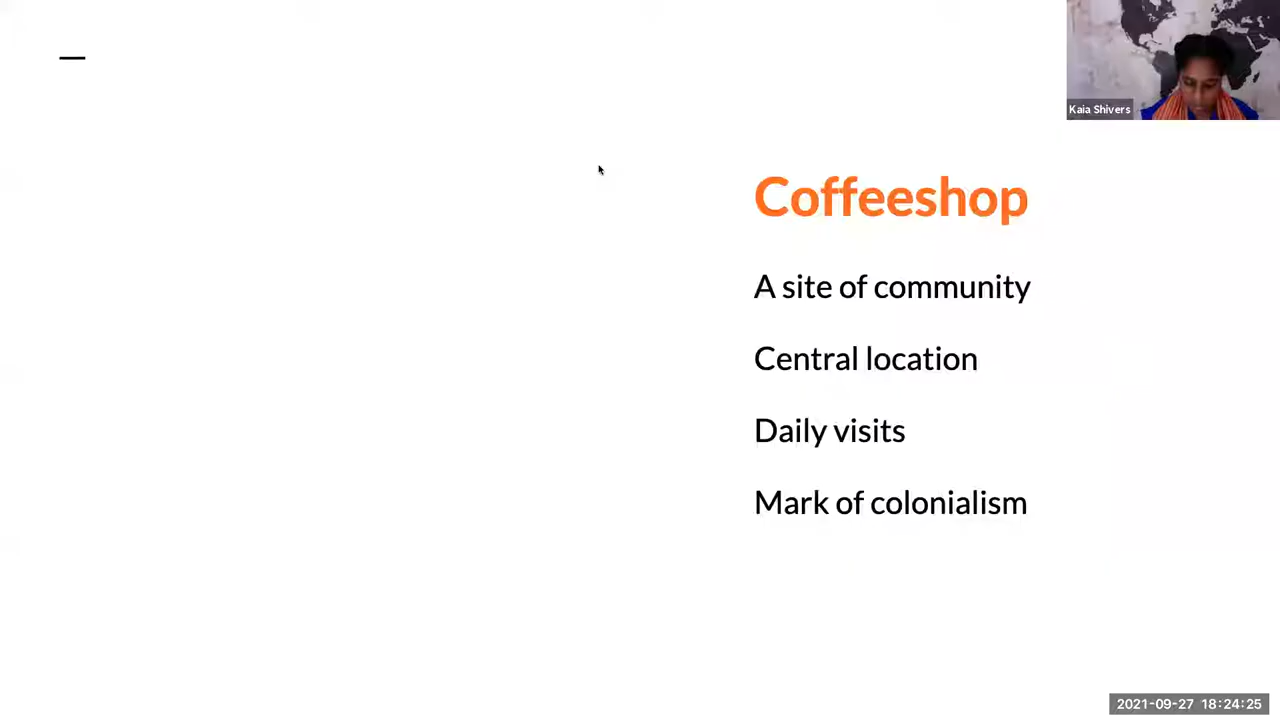 Kaia Shivers
Coffeeshop
A site of community
Central location
Daily visits
Mark of colonialism
2021-09-27 18:24:25